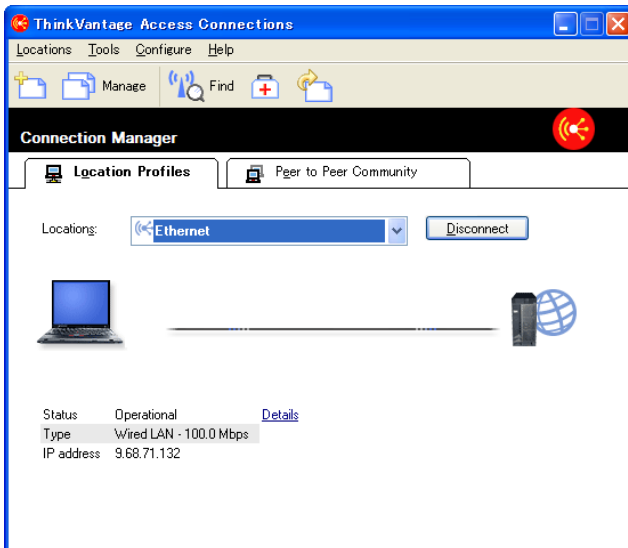 ThinkVantage Access Connections
Locations Tools Configure Help
Manage Find
Connection Manager
Location Profiles Peer to Peer Community
Locations: Ethernet Disconnect
Status Operational Details
Type Wired LAN - 100.0 Mbps
IP address 9.68.71.132